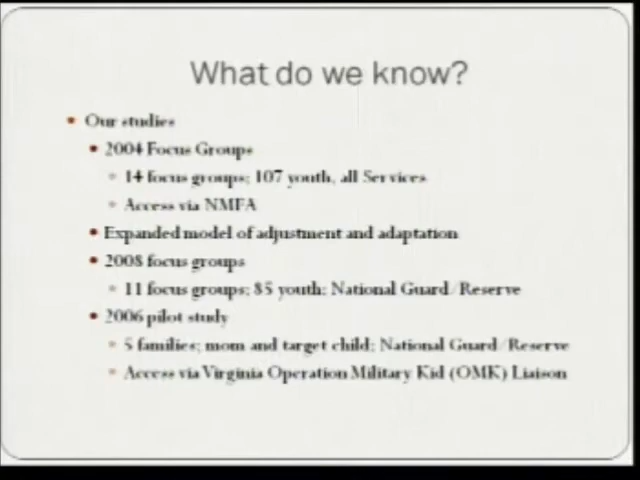 What do we know?
Our studies
2004 Focus Groups
14 focus groups; 107 youth, all Services
Access via NMFA
Expanded model of adjustment and adaptation
2008 focus groups
11 focus groups; 85 youth; National Guard/Reserve
2006 pilot study
5 families; mom and target child; National Guard/Reserve
Access via Virginia Operation Military Kid (OMK) Liaison